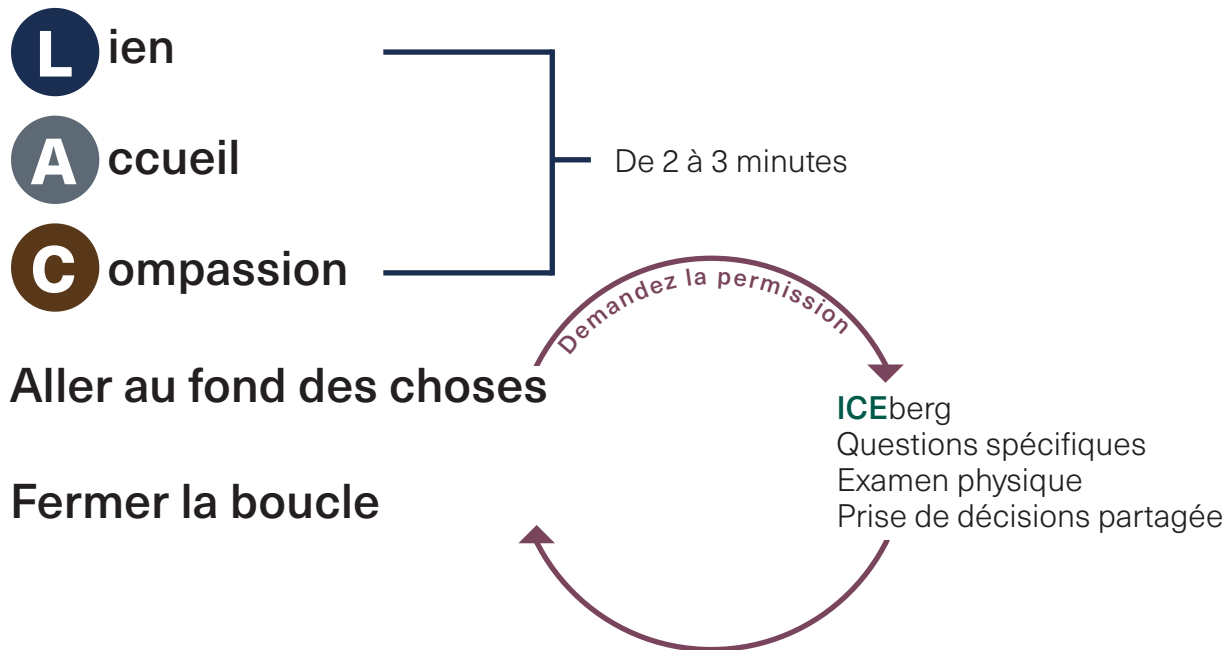 Lien
Accueil
De 2 à 3 minutes
Compassion
Demandez la permission
Aller au fond des choses
ICEberg
Questions spécifiques
Examen physique
Prise de décisions partagée
Fermer la boucle